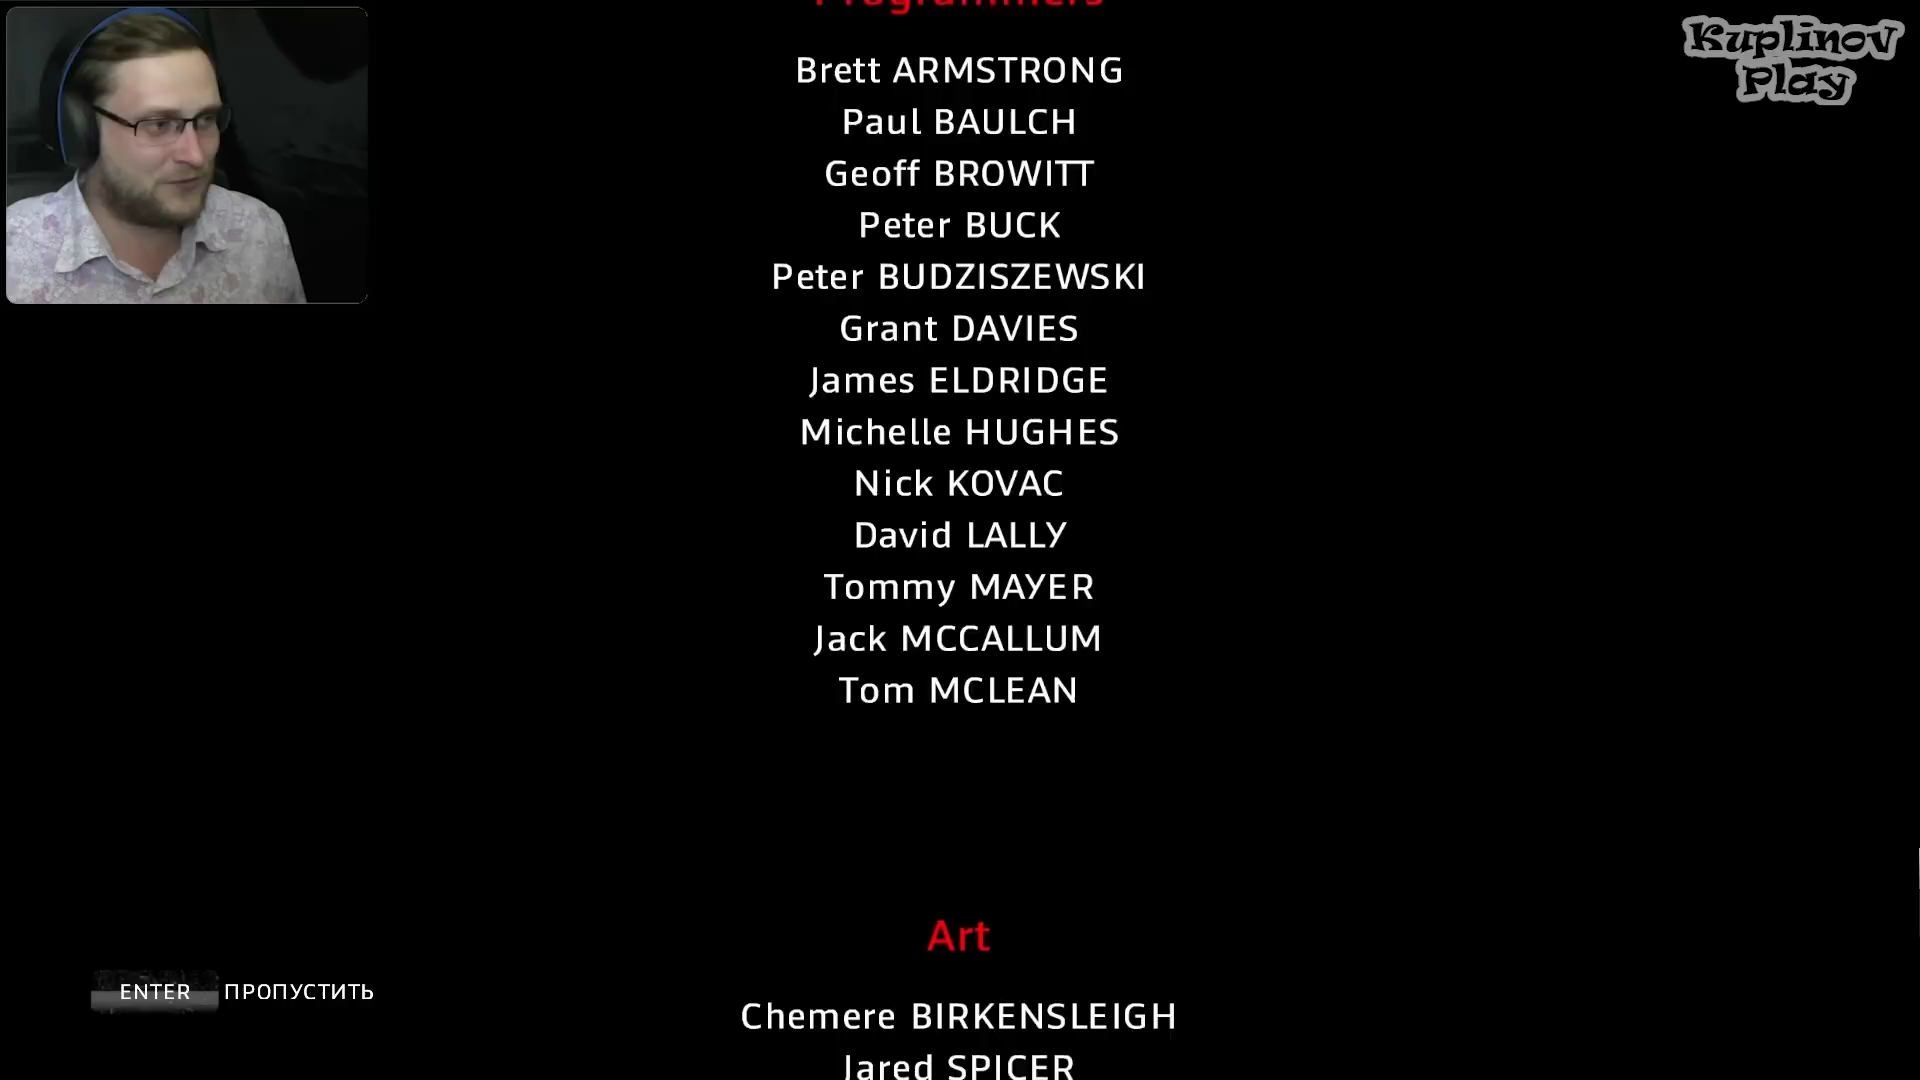 Programmers
Kuplinov
Play
Brett ARMSTRONG
Paul BAULCH
Geoff BROWITT
Peter BUCK
Peter BUDZISZEWSKI
Grant DAVIES
James ELDRIDGE
Michelle HUGHES
Nick KOVAC
David LALLY
Tommy MAYER
Jack MCCALLUM
Tom MCLEAN
Art
ENTER ПРОПУСТИТЬ
Chemere BIRKENSLEIGH
Jared SPICER